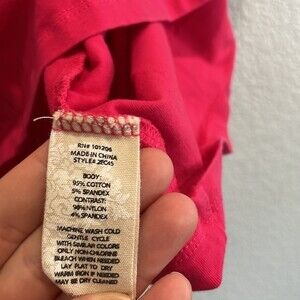 RN# 101206
MADE IN CHINA
STYLE# 2EC45
BODY:
95% COTTON
5% SPANDEX
CONTRAST:
96% NYLON
4% SPANDEX
MACHINE WASH COLD
GENTLE CYCLE
WITH SIMILAR COLORS
ONLY NON-CHLORINE
BLEACH WHEN NEEDED
LAY FLAT TO DRY
WARM IRON IF NEEDED
MAY BE DRY CLEANED